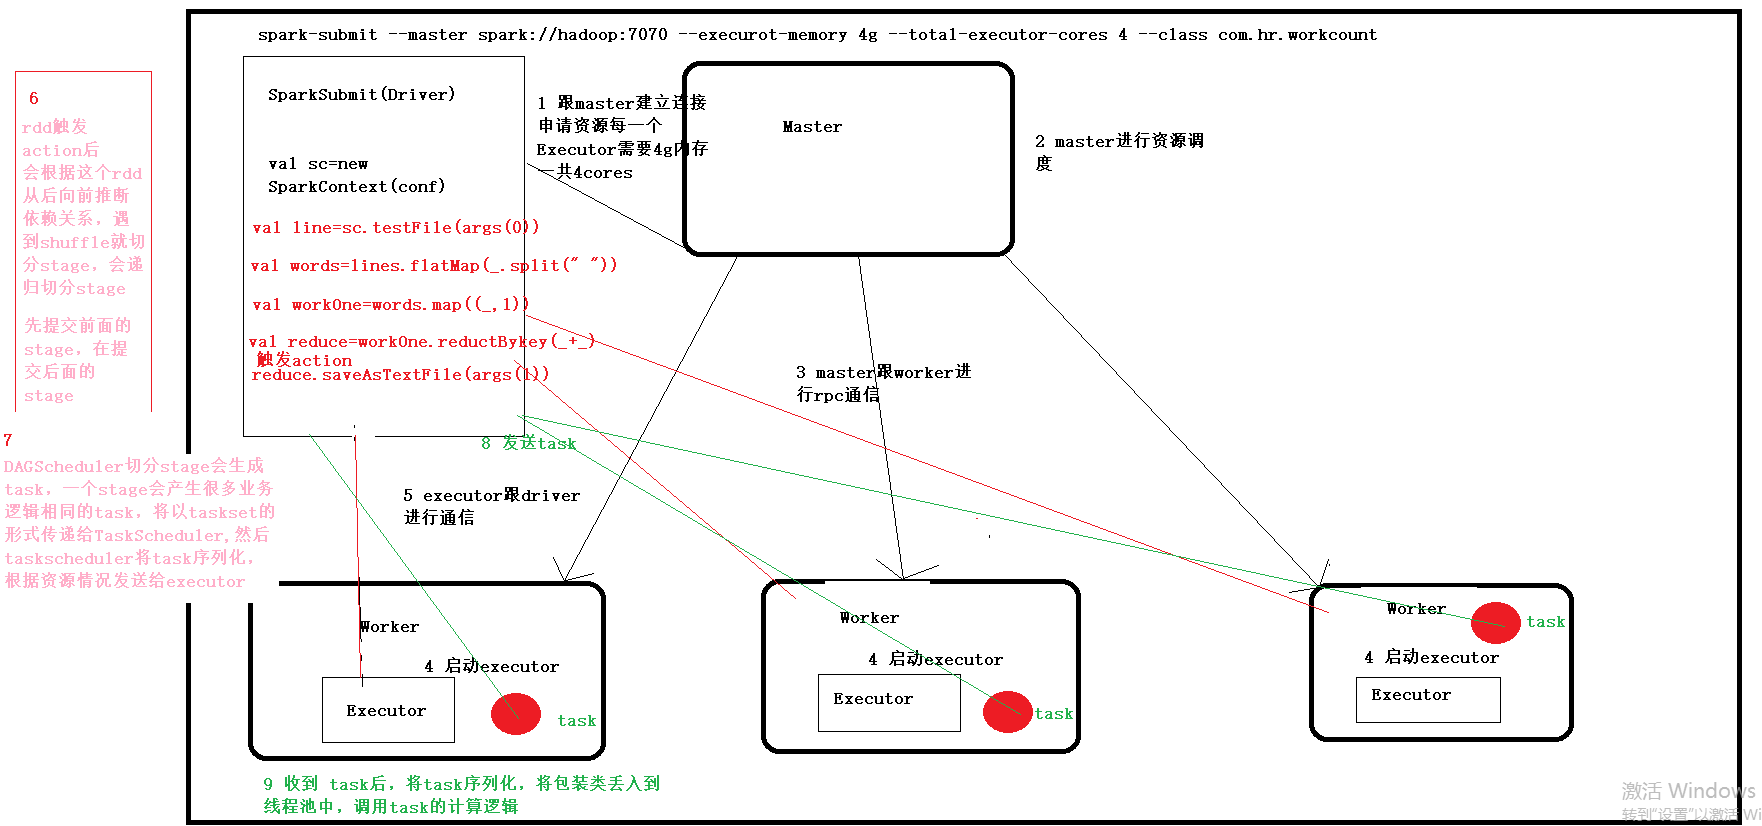 spark-submit --master spark://hadoop:7070 --execurot-memory 4g --total-executor-cores 4 --class com.hr.workcount
SparkSubmit(Driver)
val sc=new
SparkContext(conf)
val line=sc.testFile(args(0))
val words=lines.flatMap(_.split(" "))
val workOne=words.map((_,1))
val reduce=workOne.reductBykey(_+_)
触发action
reduce.saveAsTextFile(args(1))
1 跟master建立连接
申请资源每一个
Executor需要4g内存
一共4cores
Master
2 master进行资源调
度
3 master跟worker进
行rpc通信
6
rdd触发
action后
会根据这个rdd
从后向前推断
依赖关系，遇
到shuffle就切
分stage，会递
归切分stage
先提交前面的
stage，在提
交后面的
stage
7
DAGScheduler切分stage会生成
task，一个stage会产生很多业务
逻辑相同的task，将以taskset的
形式传递给TaskScheduler,然后
taskscheduler将task序列化，
根据资源情况发送给executor
8 发送task
5 executor跟driver
进行通信
Worker
4 启动executor
Executor
task
Worker
4 启动executor
Executor
task
Worker
task
4 启动executor
Executor
9 收到 task后，将task序列化，将包装类丢入到
线程池中，调用task的计算逻辑
激活 Windows
转到"设置"以激活 Wi